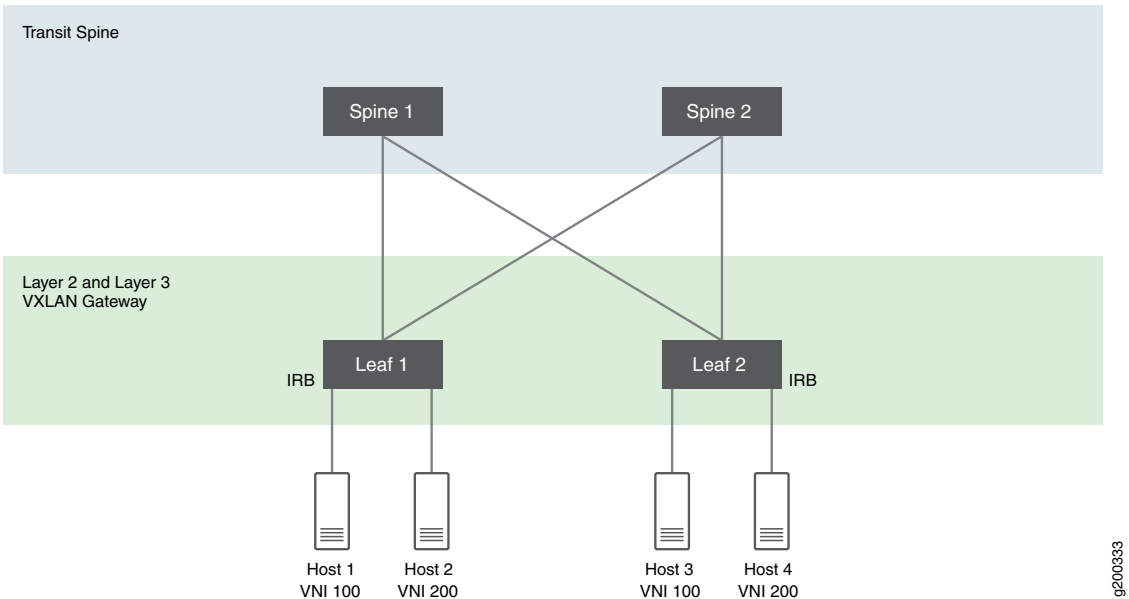 Transit Spine
Spine 1
Spine 2
Layer 2 and Layer 3
VXLAN Gateway
Leaf 1
Leaf 2
IRB
IRB
Host 1
VNI 100
Host 2
VNI 200
Host 3
VNI 100
Host 4
VNI 200
g200333